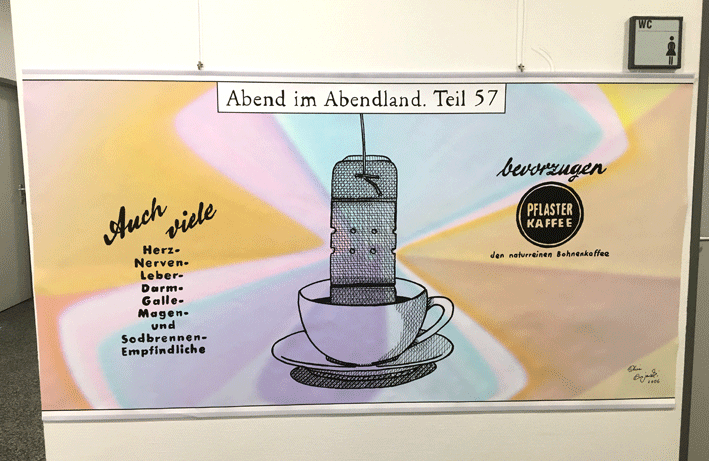 WC
Abend im Abendland. Teil 57
Auch
viele
Herz-
Nerven-
Leber-
Darm-
Galle-
Magen-
und
Sodbrennen-
Empfindliche
bevorzugen
PFLASTER
KAFFEE
den naturreinen Bohnenkaffee